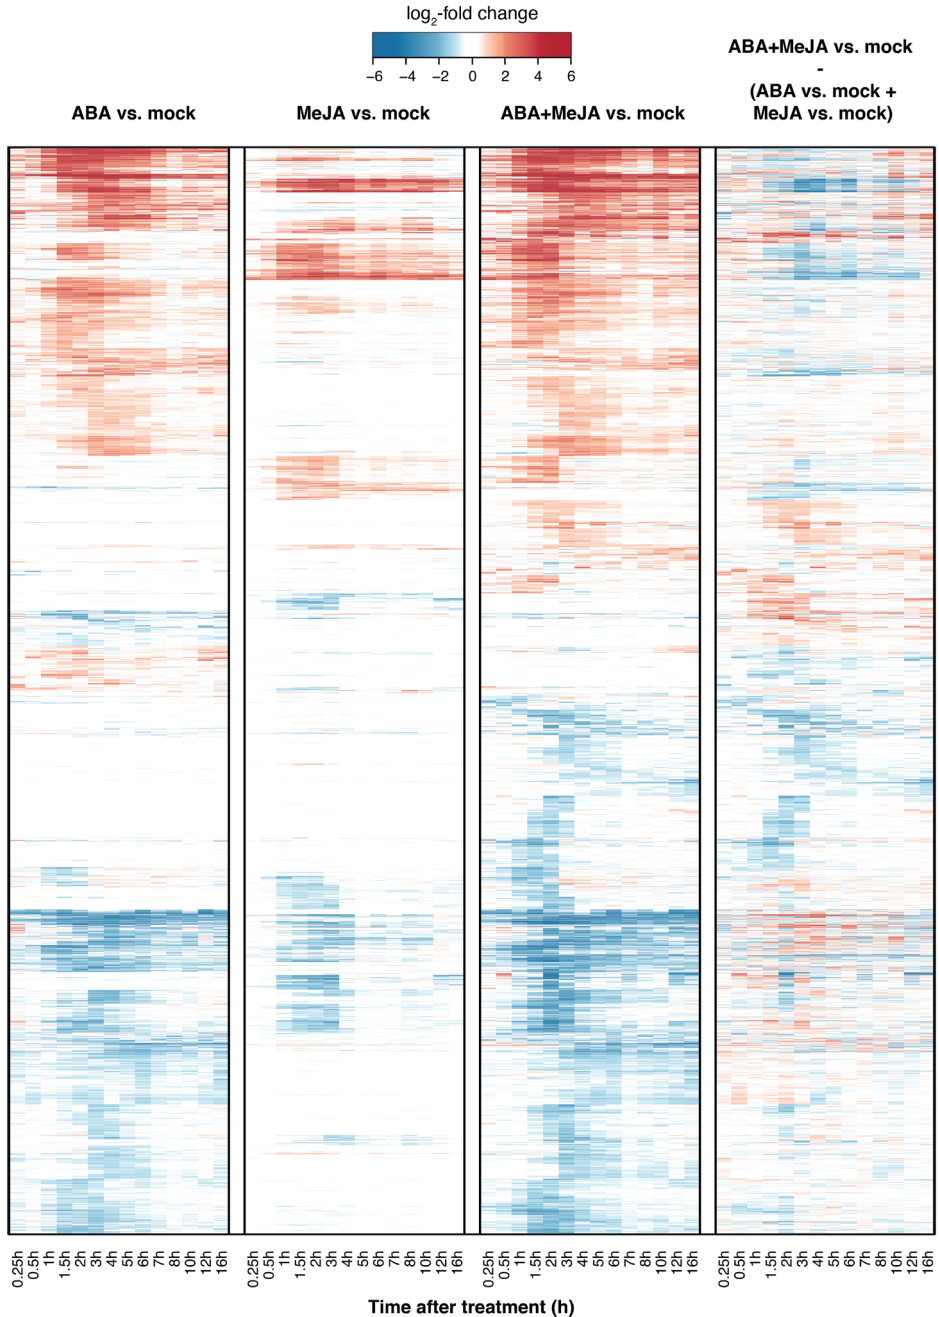 log2-fold change
−6 −4 −2 0 2 4 6
ABA+MeJA vs. mock
-
(ABA vs. mock +
MeJA vs. mock)
ABA vs. mock
MeJA vs. mock
ABA+MeJA vs. mock
0.25h 0.5h 1h 1.5h 2h 3h 4h 5h 6h 7h 8h 10h 12h 16h
0.25h 0.5h 1h 1.5h 2h 3h 4h 5h 6h 7h 8h 10h 12h 16h
0.25h 0.5h 1h 1.5h 2h 3h 4h 5h 6h 7h 8h 10h 12h 16h
0.25h 0.5h 1h 1.5h 2h 3h 4h 5h 6h 7h 8h 10h 12h 16h
Time after treatment (h)